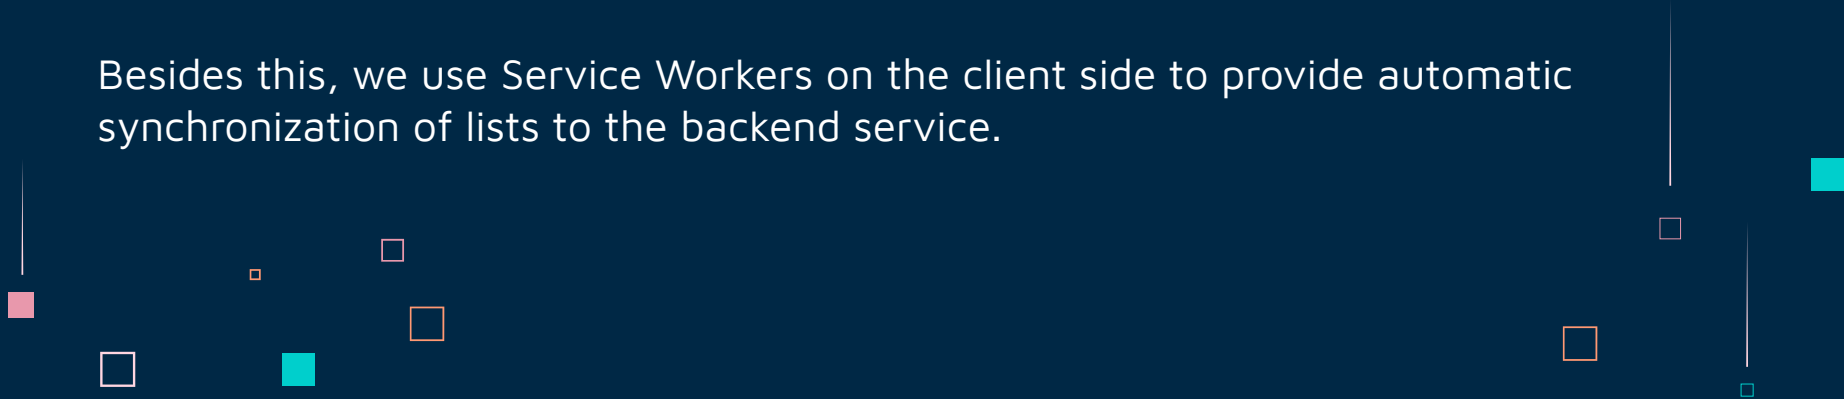 Besides this, we use Service Workers on the client side to provide automatic
synchronization of lists to the backend service.